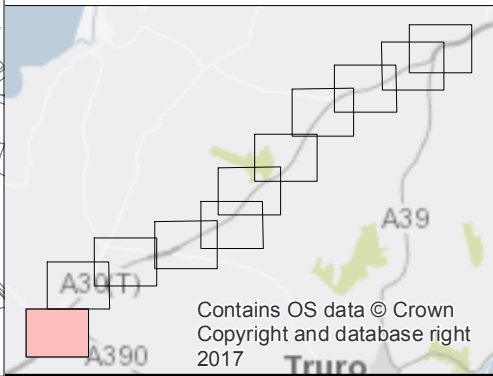 A39
A30(T)
Contains OS data © Crown
Copyright and database right
2017
A390
Truro